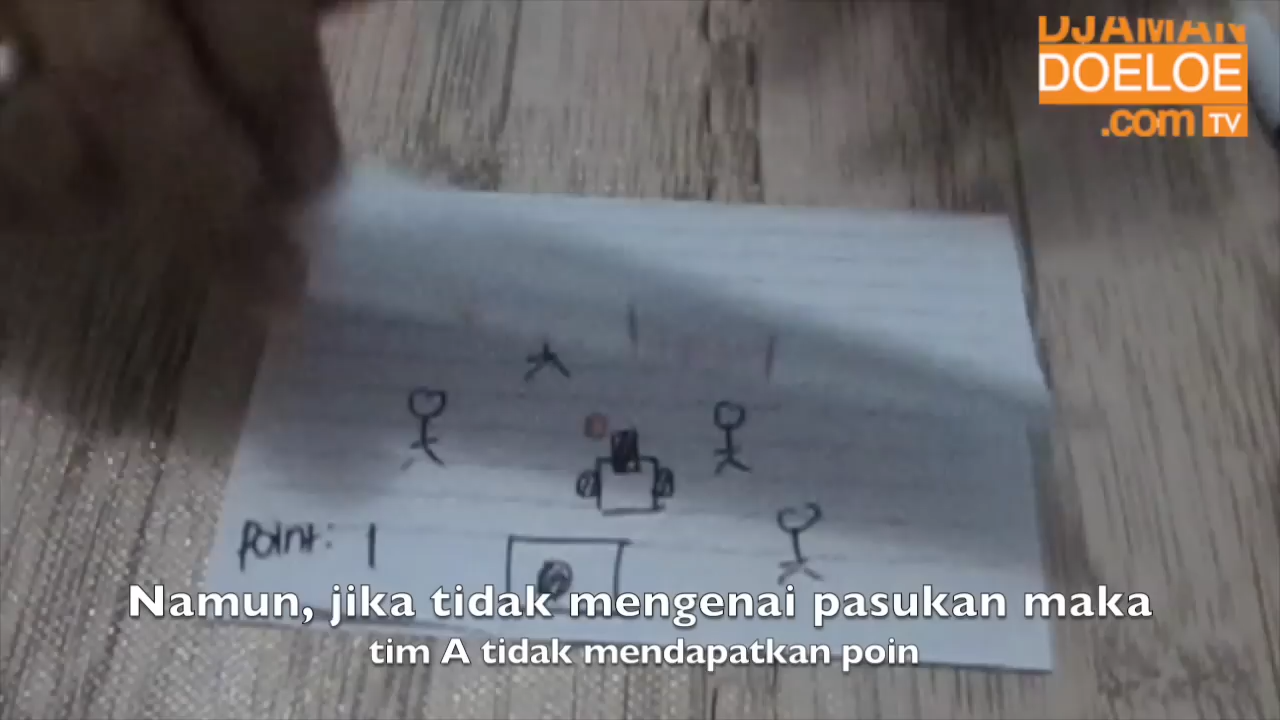 DJAMAN
DOELOE
.com TV
Point: 1
Namun, jika tidak mengenai pasukan maka
tim A tidak mendapatkan poin